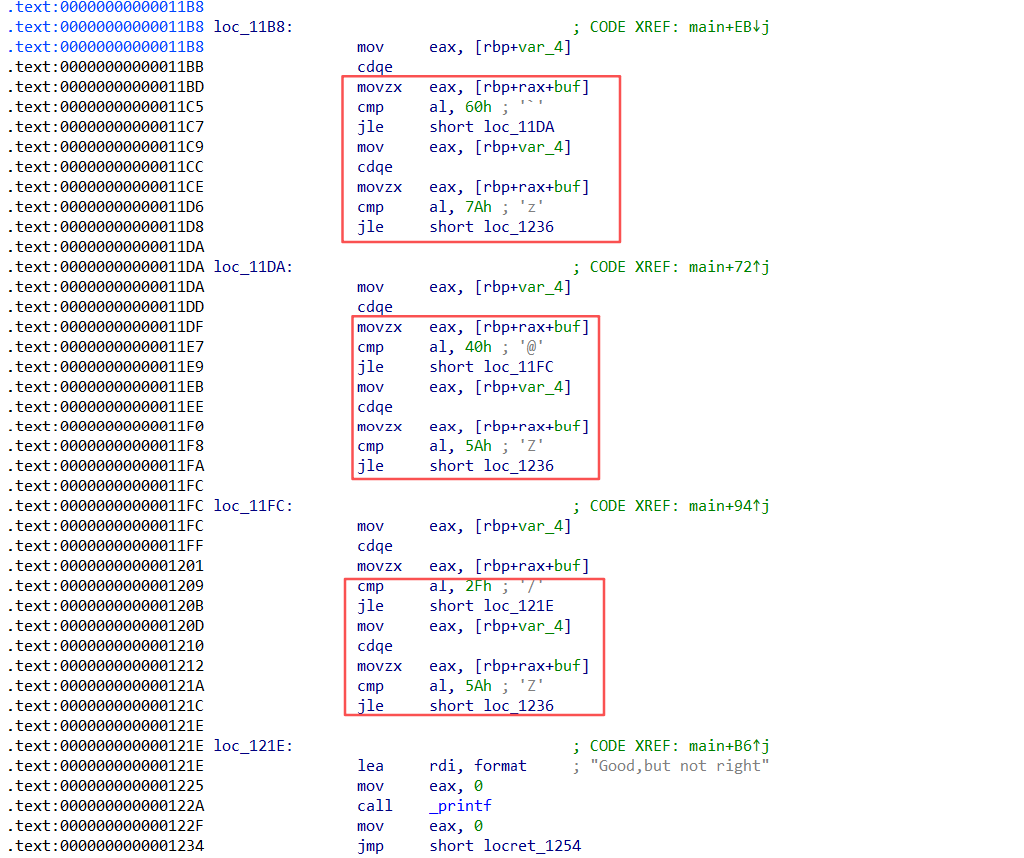 .text:00000000000011B8
.text:00000000000011B8 loc_11B8: ; CODE XREF: main+EB↓j
.text:00000000000011B8 mov eax, [rbp+var_4]
.text:00000000000011BB cdqe
.text:00000000000011BD movzx eax, [rbp+rax+buf]
.text:00000000000011C5 cmp al, 60h ; '`'
.text:00000000000011C7 jle short loc_11DA
.text:00000000000011C9 mov eax, [rbp+var_4]
.text:00000000000011CC cdqe
.text:00000000000011CE movzx eax, [rbp+rax+buf]
.text:00000000000011D6 cmp al, 7Ah ; 'z'
.text:00000000000011D8 jle short loc_1236
.text:00000000000011DA
.text:00000000000011DA loc_11DA: ; CODE XREF: main+72↑j
.text:00000000000011DA mov eax, [rbp+var_4]
.text:00000000000011DD cdqe
.text:00000000000011DF movzx eax, [rbp+rax+buf]
.text:00000000000011E7 cmp al, 40h ; '@'
.text:00000000000011E9 jle short loc_11FC
.text:00000000000011EB mov eax, [rbp+var_4]
.text:00000000000011EE cdqe
.text:00000000000011F0 movzx eax, [rbp+rax+buf]
.text:00000000000011F8 cmp al, 5Ah ; 'Z'
.text:00000000000011FA jle short loc_1236
.text:00000000000011FC
.text:00000000000011FC loc_11FC: ; CODE XREF: main+94↑j
.text:00000000000011FC mov eax, [rbp+var_4]
.text:00000000000011FF cdqe
.text:0000000000001201 movzx eax, [rbp+rax+buf]
.text:0000000000001209 cmp al, 2Fh ; '/'
.text:000000000000120B jle short loc_121E
.text:000000000000120D mov eax, [rbp+var_4]
.text:0000000000001210 cdqe
.text:0000000000001212 movzx eax, [rbp+rax+buf]
.text:000000000000121A cmp al, 5Ah ; 'Z'
.text:000000000000121C jle short loc_1236
.text:000000000000121E
.text:000000000000121E loc_121E: ; CODE XREF: main+B6↑j
.text:000000000000121E lea rdi, format ; "Good,but not right"
.text:0000000000001225 mov eax, 0
.text:000000000000122A call _printf
.text:000000000000122F mov eax, 0
.text:0000000000001234 jmp short locret_1254